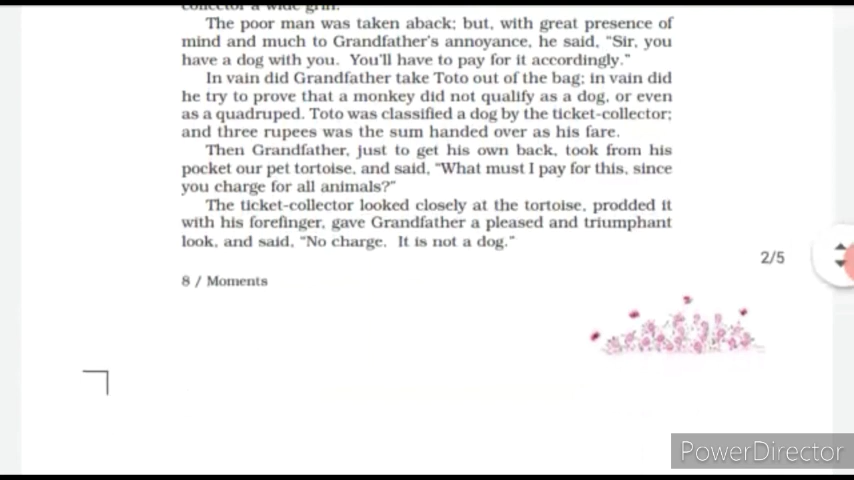 collector a wide grin.
The poor man was taken aback; but, with great presence of
mind and much to Grandfather's annoyance, he said, "Sir, you
have a dog with you. You'll have to pay for it accordingly."
In vain did Grandfather take Toto out of the bag; in vain did
he try to prove that a monkey did not qualify as a dog, or even
as a quadruped. Toto was classified a dog by the ticket-collector;
and three rupees was the sum handed over as his fare.
Then Grandfather, just to get his own back, took from his
pocket our pet tortoise, and said, "What must I pay for this, since
you charge for all animals?"
The ticket-collector looked closely at the tortoise, prodded it
with his forefinger, gave Grandfather a pleased and triumphant
look, and said, "No charge. It is not a dog."
2/5
8 / Moments
PowerDirector